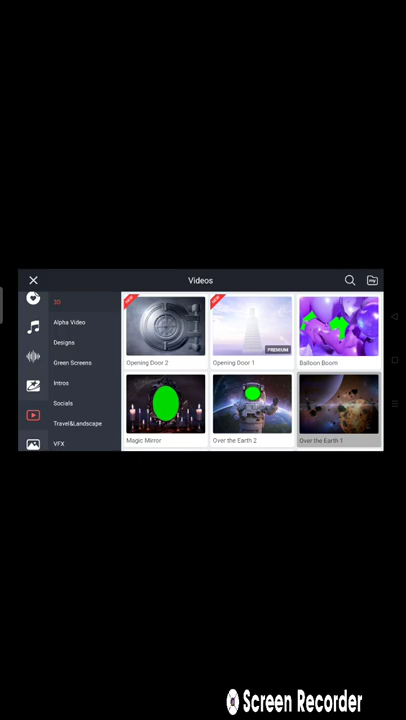 Videos
my
3D
Alpha Video
Designs
Green Screens
Intros
Socials
Travel&Landscape
VFX
NEW
Opening Door 2
NEW
PREMIUM
Opening Door 1
Balloon Boom
Magic Mirror
Over the Earth 2
Over the Earth 1
Screen Recorder